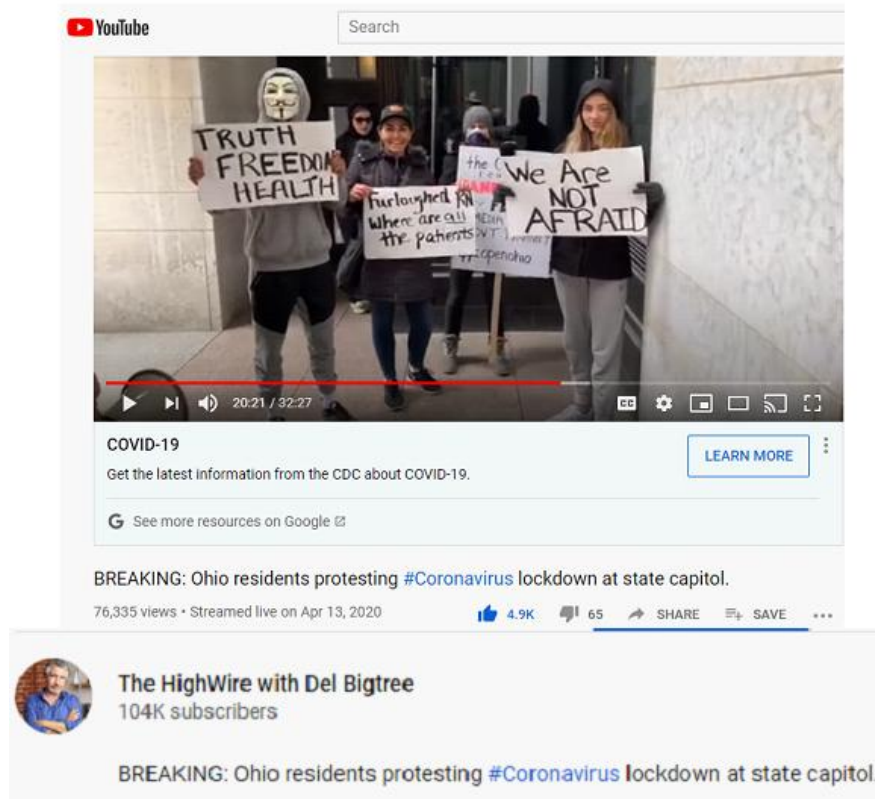 YouTube
Search
TRUTH
FREEDOM
HEALTH
Furloughed RN
Where are all
the patients
the
#reopenohio
We Are
NOT
AFRAID
20:21 / 32:27
CC
COVID-19
Get the latest information from the CDC about COVID-19.
LEARN MORE
G See more resources on Google
BREAKING: Ohio residents protesting #Coronavirus lockdown at state capitol.
76,335 views • Streamed live on Apr 13, 2020
4.9K
65
SHARE
SAVE
The HighWire with Del Bigtree
104K subscribers
BREAKING: Ohio residents protesting #Coronavirus lockdown at state capitol.